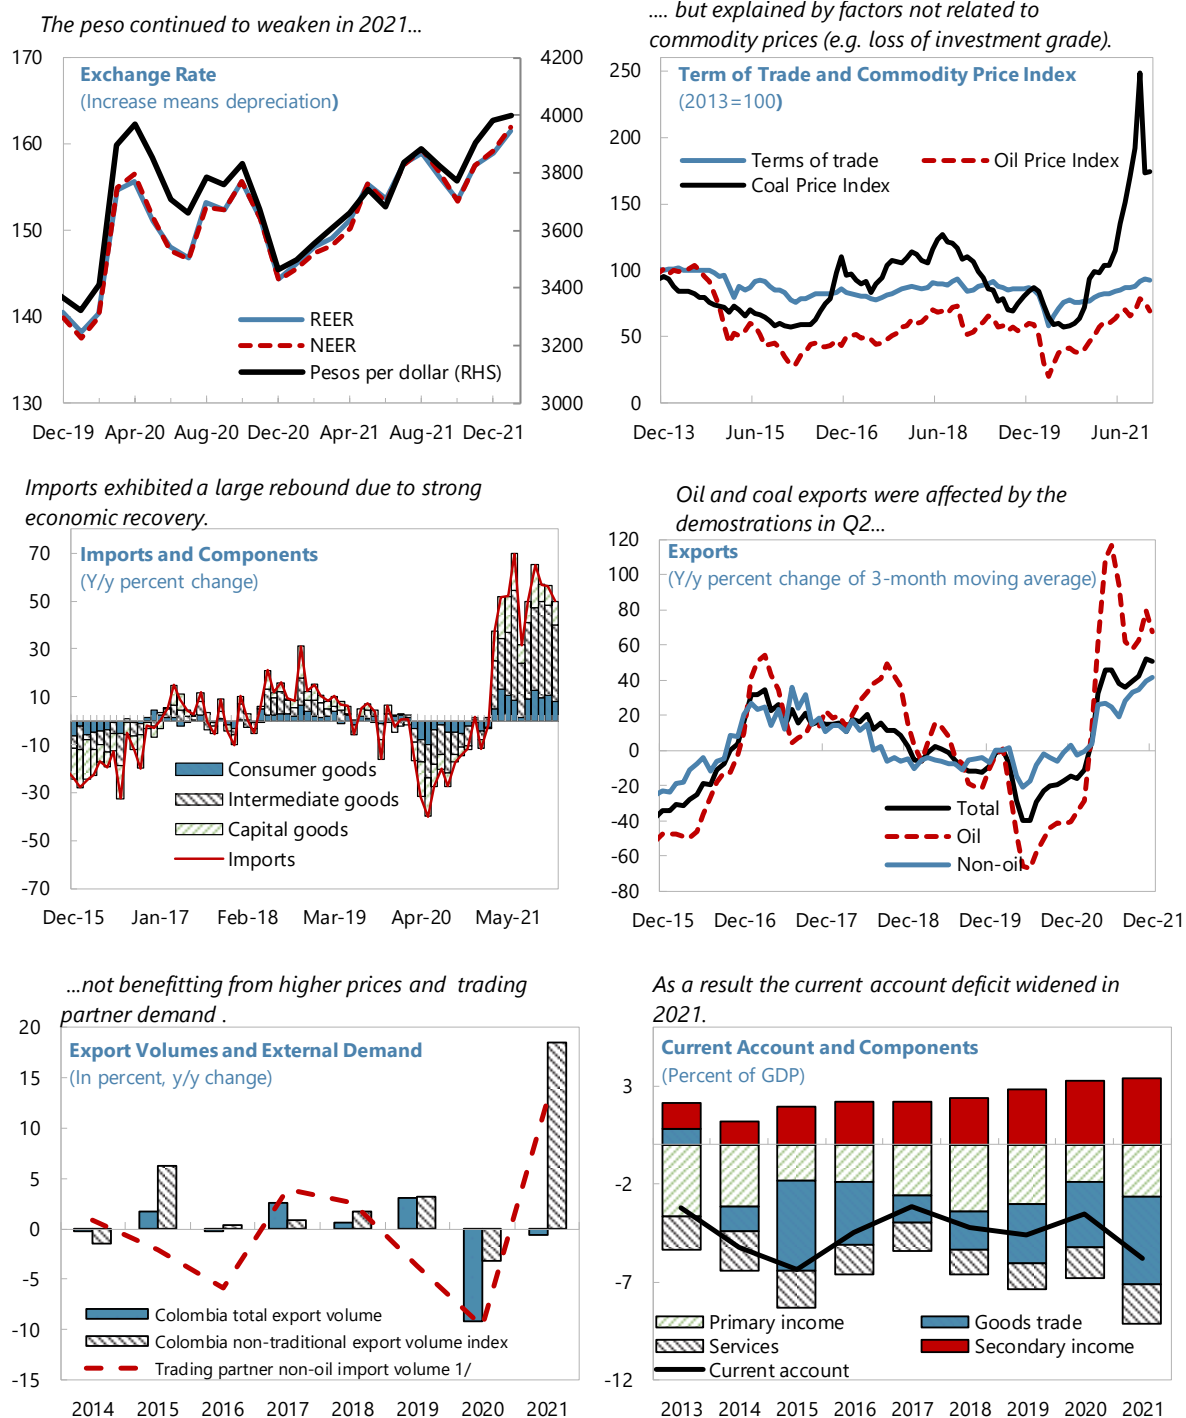 The peso continued to weaken in 2021...
170
160
150
140
130
4200
4000
3800
3600
3400
3200
3000
Exchange Rate
(Increase means depreciation)
REER
NEER
Pesos per dollar (RHS)
Dec-19 Apr-20 Aug-20 Dec-20 Apr-21 Aug-21 Dec-21
.... but explained by factors not related to
commodity prices (e.g. loss of investment grade).
250
200
150
100
50
0
Term of Trade and Commodity Price Index
(2013=100)
Terms of trade
Oil Price Index
Coal Price Index
Dec-13 Jun-15 Dec-16 Jun-18 Dec-19 Jun-21
Imports exhibited a large rebound due to strong
economic recovery.
70
50
30
10
-10
-30
-50
-70
Imports and Components
(Y/y percent change)
Consumer goods
Intermediate goods
Capital goods
Imports
Dec-15 Jan-17 Feb-18 Mar-19 Apr-20 May-21
Oil and coal exports were affected by the
demostrations in Q2...
120
100
80
60
40
20
0
-20
-40
-60
-80
Exports
(Y/y percent change of 3-month moving average)
Total
Oil
Non-oil
Dec-15 Dec-16 Dec-17 Dec-18 Dec-19 Dec-20 Dec-21
...not benefitting from higher prices and trading
partner demand .
20
15
10
5
0
-5
-10
-15
Export Volumes and External Demand
(In percent, y/y change)
Colombia total export volume
Colombia non-traditional export volume index
Trading partner non-oil import volume 1/
2014 2015 2016 2017 2018 2019 2020 2021
As a result the current account deficit widened in
2021.
3
-2
-7
-12
Current Account and Components
(Percent of GDP)
Primary income
Goods trade
Services
Secondary income
Current account
2013 2014 2015 2016 2017 2018 2019 2020 2021